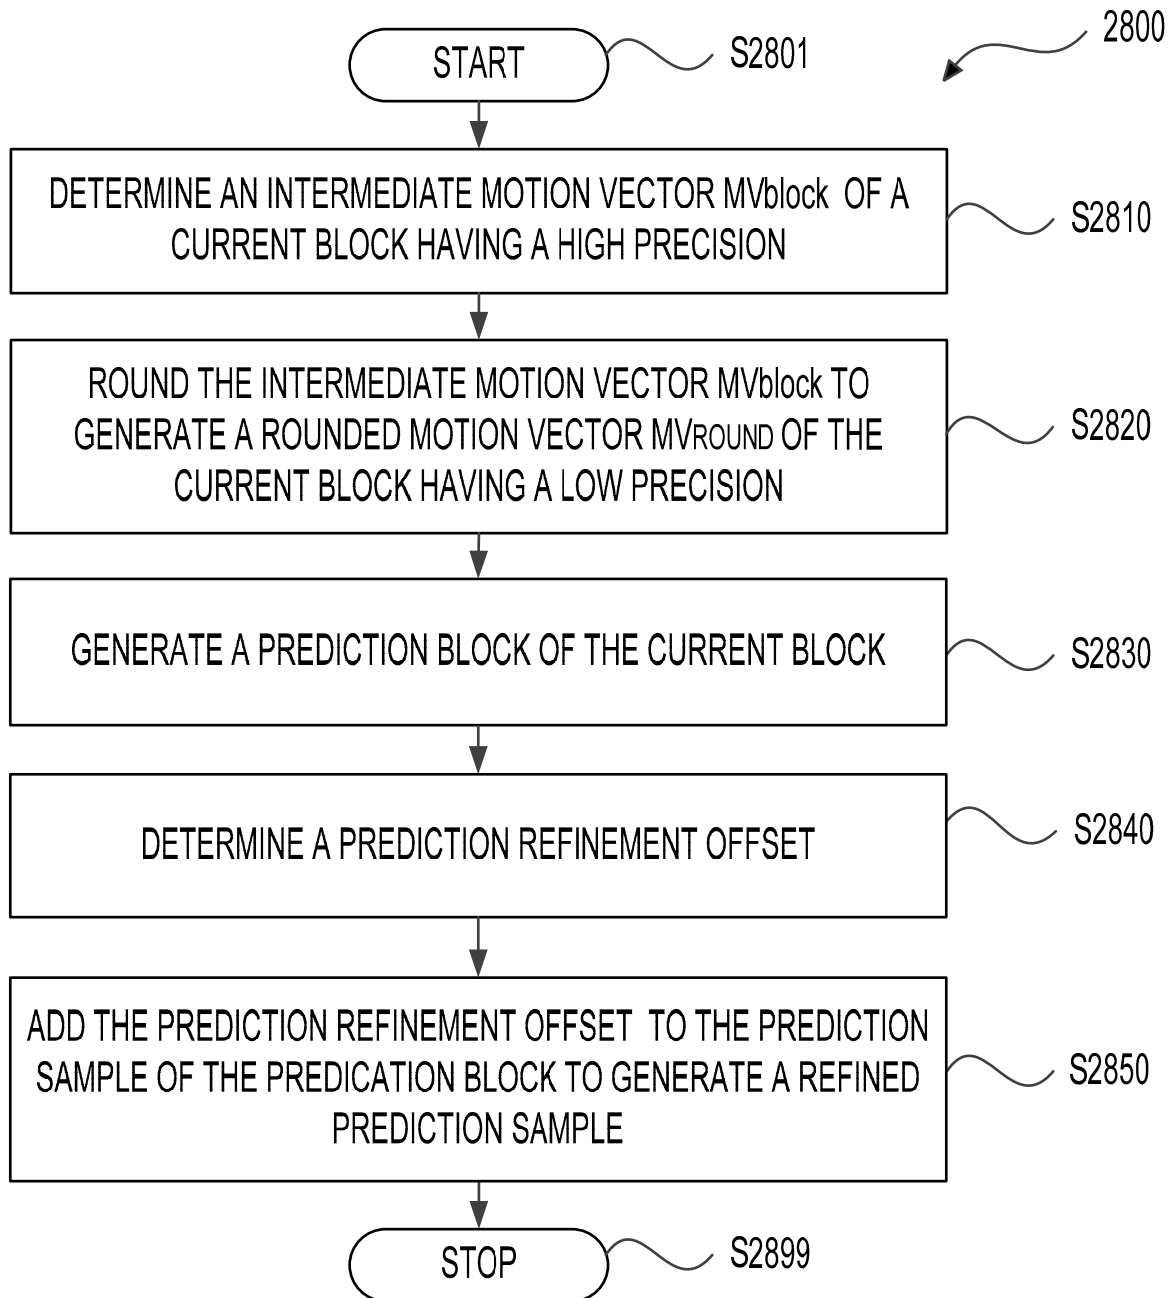 2800
START
S2801
DETERMINE AN INTERMEDIATE MOTION VECTOR MVblock OF A
CURRENT BLOCK HAVING A HIGH PRECISION
S2810
ROUND THE INTERMEDIATE MOTION VECTOR MVblock TO
GENERATE A ROUNDED MOTION VECTOR MVROUND OF THE
CURRENT BLOCK HAVING A LOW PRECISION
S2820
GENERATE A PREDICTION BLOCK OF THE CURRENT BLOCK
S2830
DETERMINE A PREDICTION REFINEMENT OFFSET
S2840
ADD THE PREDICTION REFINEMENT OFFSET TO THE PREDICTION
SAMPLE OF THE PREDICATION BLOCK TO GENERATE A REFINED
PREDICTION SAMPLE
S2850
STOP
S2899